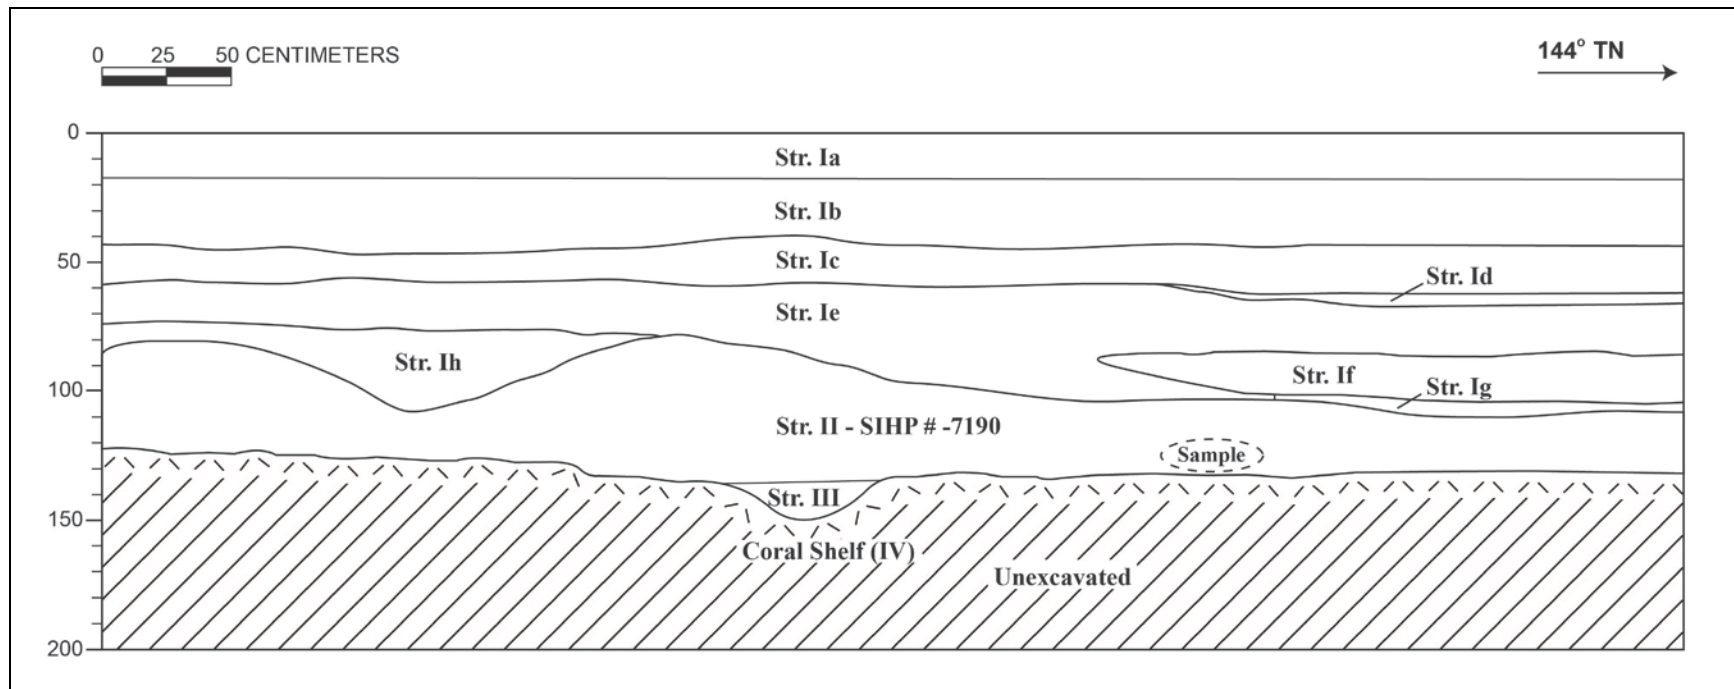 0 25 50 CENTIMETERS
144° TN
0
Str. Ia
Str. Ib
50
Str. Ic
Str. Id
Str. Ie
Str. Ih
Str. If
100
Str. Ig
Str. II - SIHP # -7190
Sample
Str. III
150
Coral Shelf (IV)
Unexcavated
200